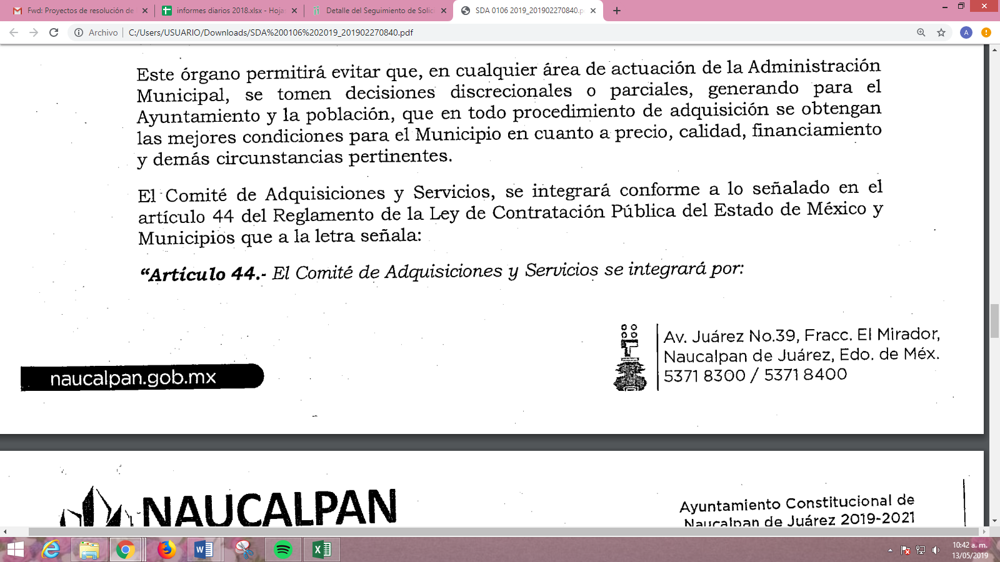 Fwd: Proyectos de resolución de
informes diarios 2018.xlsx - Hoja
Detalle del Seguimiento de Solic
SDA 0106 2019_201902270840.p
Archivo
C:/Users/USUARIO/Downloads/SDA%200106%202019_201902270840.pdf
A
Este órgano permitirá evitar que, en cualquier área de actuación de la Administración
Municipal, se tomen decisiones discrecionales o parciales, generando para el
Ayuntamiento y la población, que en todo procedimiento de adquisición se obtengan
las mejores condiciones para el Municipio en cuanto a precio, calidad, financiamiento
y demás circunstancias pertinentes.
El Comité de Adquisiciones y Servicios, se integrará conforme a lo señalado en el
artículo 44 del Reglamento de la Ley de Contratación Pública del Estado de México y
Municipios que a la letra señala:
“Artículo 44.- El Comité de Adquisiciones y Servicios se integrará por:
naucalpan.gob.mx
Av. Juárez No.39, Fracc. El Mirador,
Naucalpan de Juárez, Edo. de Méx.
5371 8300 / 5371 8400
NAUCALPAN
Ayuntamiento Constitucional de
Naucalpan de Juárez 2019-2021
10:42 a. m.
13/05/2019